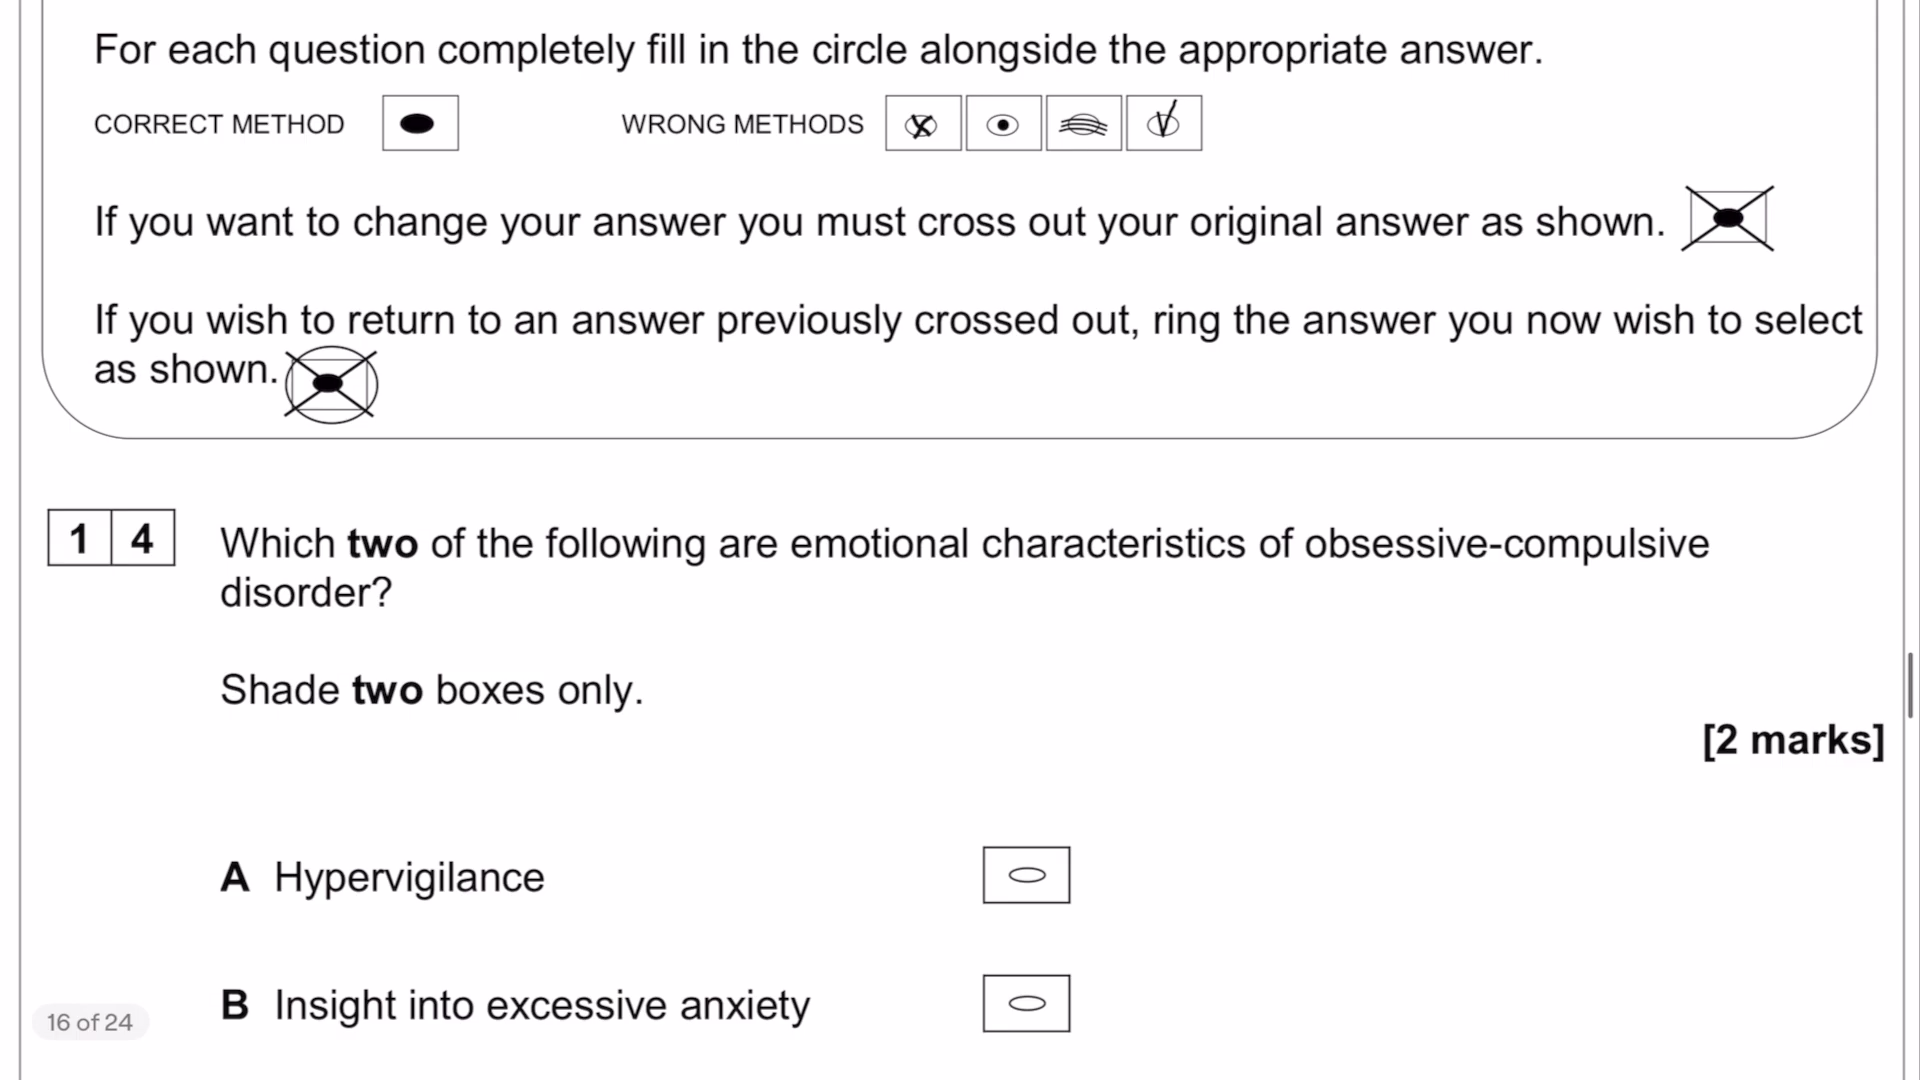 For each question completely fill in the circle alongside the appropriate answer.
CORRECT METHOD WRONG METHODS
If you want to change your answer you must cross out your original answer as shown.
If you wish to return to an answer previously crossed out, ring the answer you now wish to select
as shown.
1 4 Which two of the following are emotional characteristics of obsessive-compulsive
disorder?
Shade two boxes only.
[2 marks]
A Hypervigilance
B Insight into excessive anxiety
16 of 24